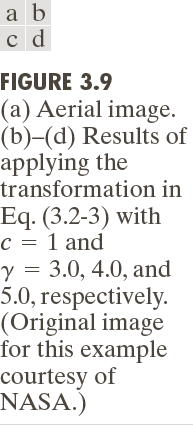 a b
c d
FIGURE 3.9
(a) Aerial image.
(b)–(d) Results of
applying the
transformation in
Eq. (3.2-3) with
c = 1 and
γ = 3.0, 4.0, and
5.0, respectively.
(Original image
for this example
courtesy of
NASA.)